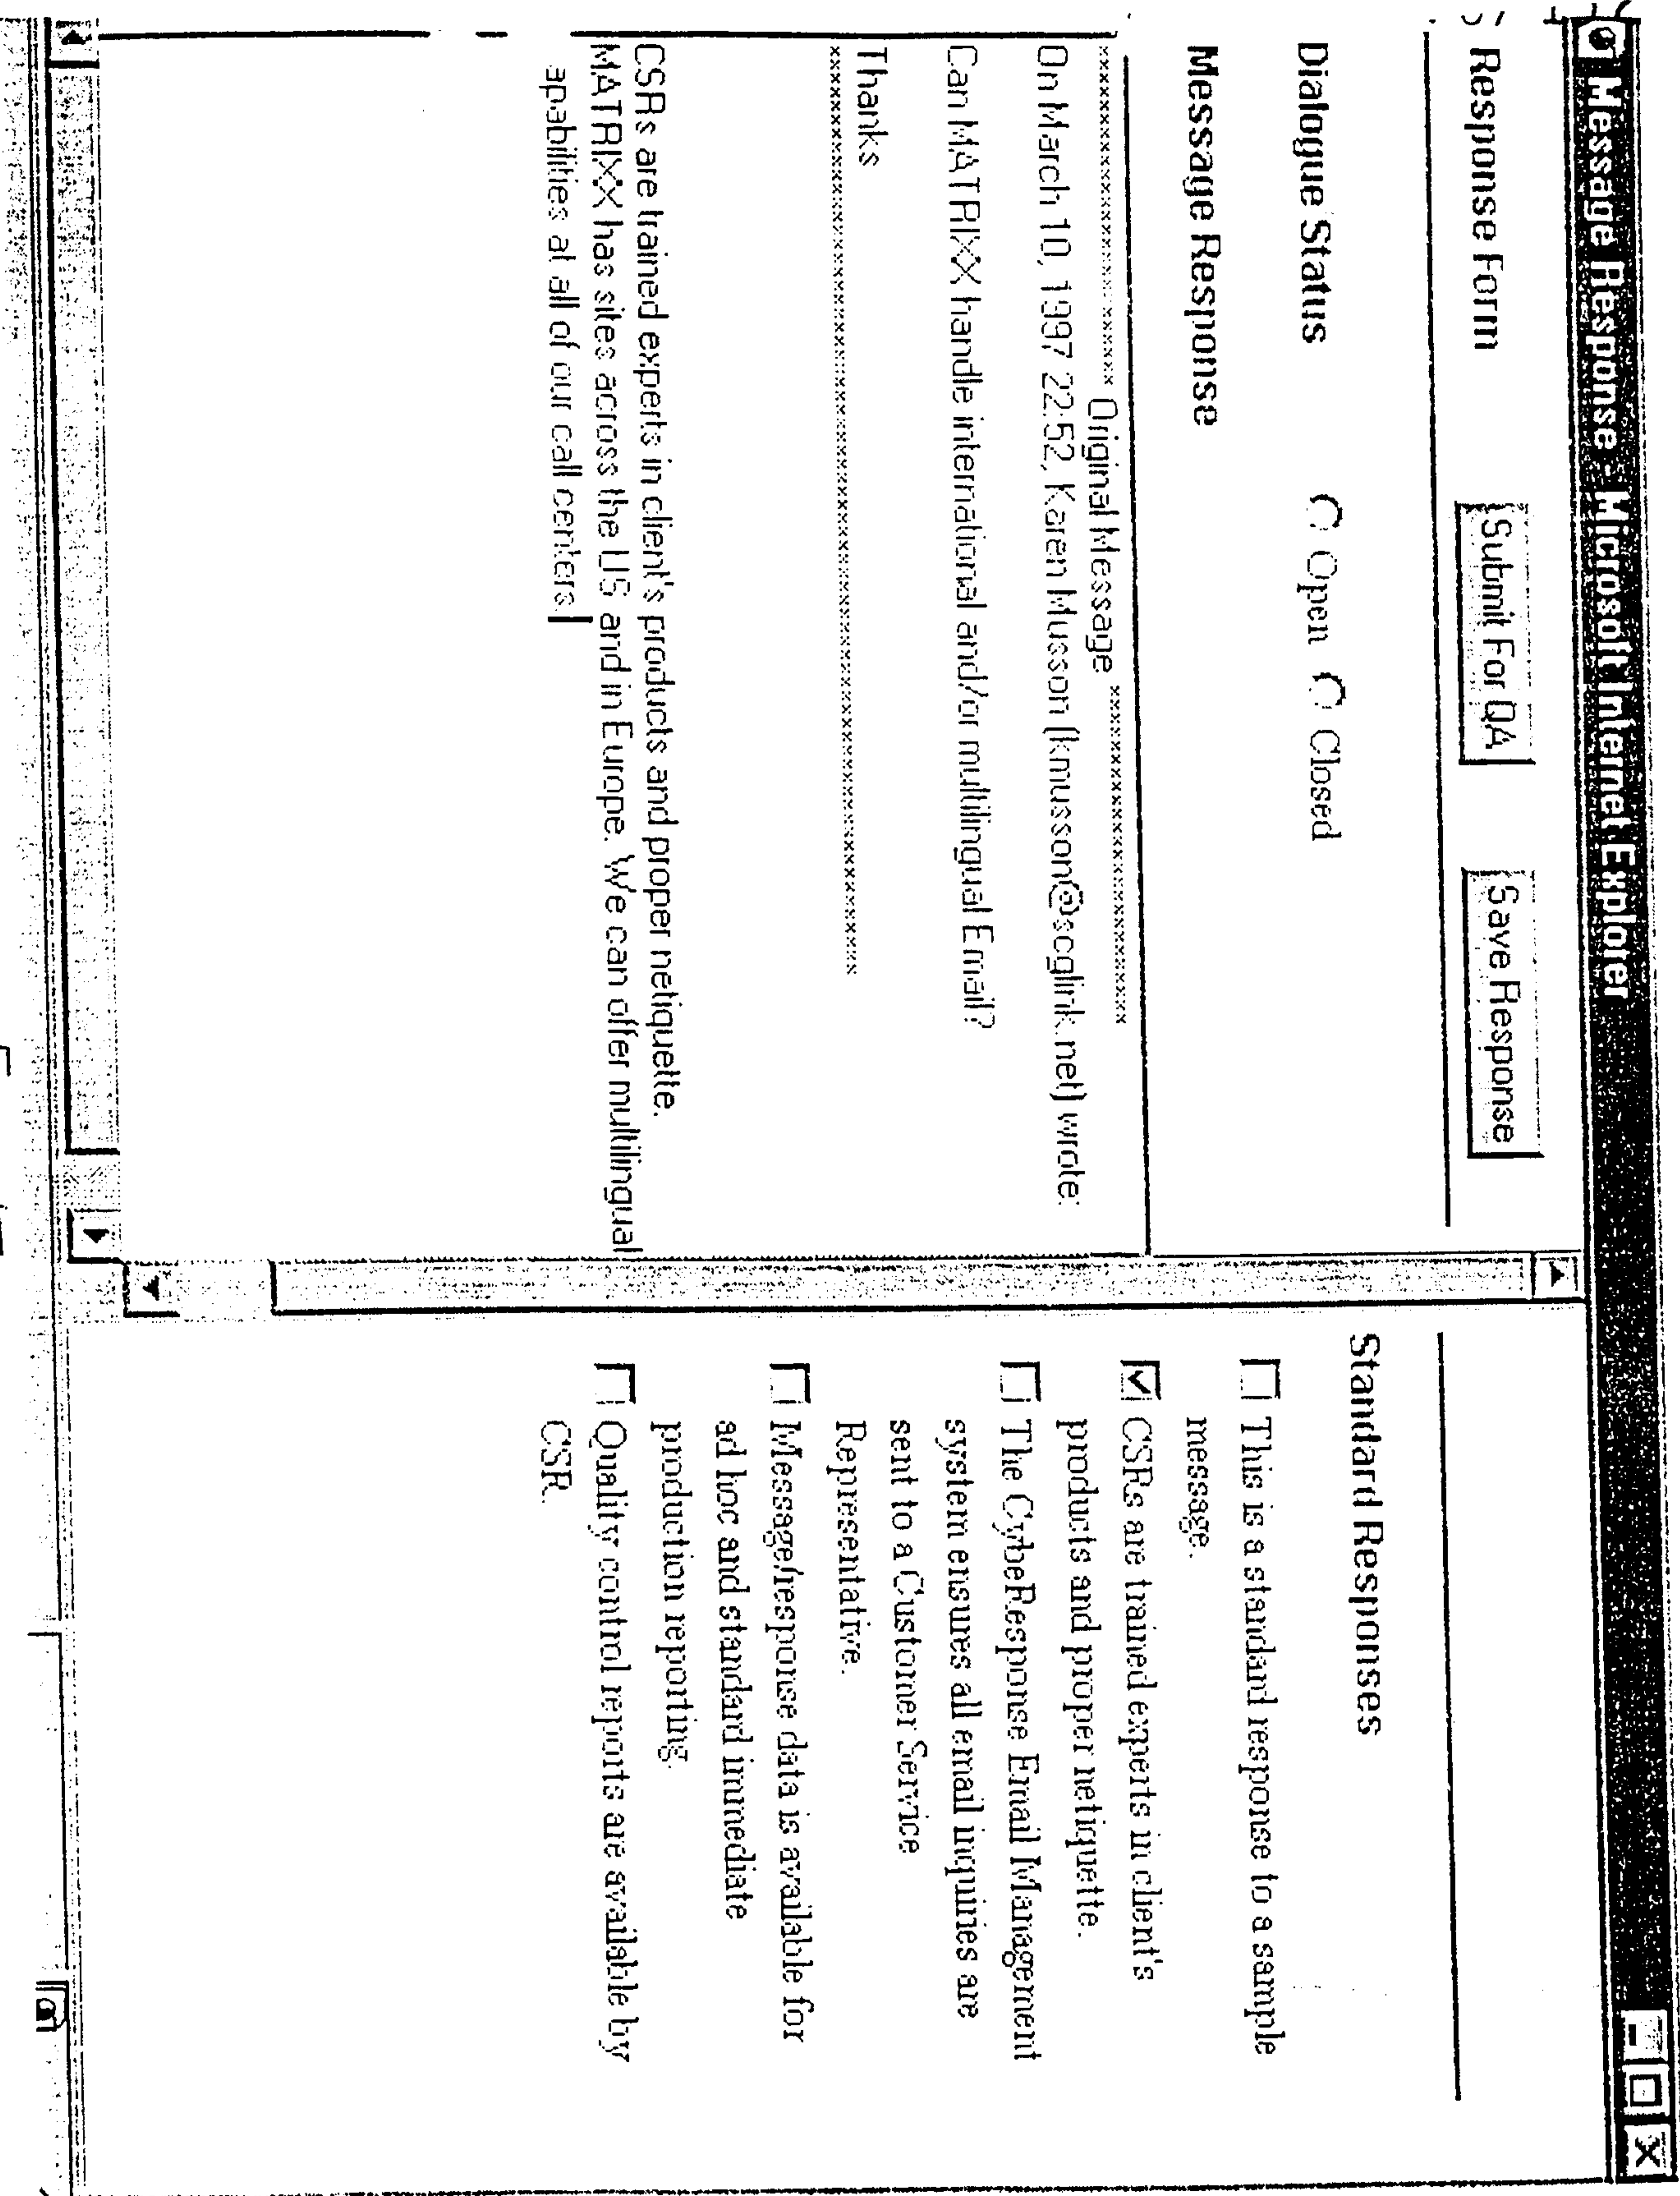 Message Response - Microsoft Internet Explorer
Response Form
Submit For QA
Save Response
Dialogue Status
Open
Closed
Message Response
Original Message
On March 10, 1997 22:52, Karen Musson (kmusson@scglink.net) wrote:
Can MATRIXX handle international and/or multilingual Email?
Thanks
CSRs are trained experts in client's products and proper netiquette.
MATRIXX has sites across the US and in Europe. We can offer multilingual
apabilities at all of our call centers.
Standard Responses
This is a standard response to a sample
message.
CSRs are trained experts in client's
products and proper netiquette.
The CybeResponse Email Management
system ensures all email inquiries are
sent to a Customer Service
Representative.
Message/response data is available for
ad hoc and standard immediate
production reporting.
Quality control reports are available by
CSR.